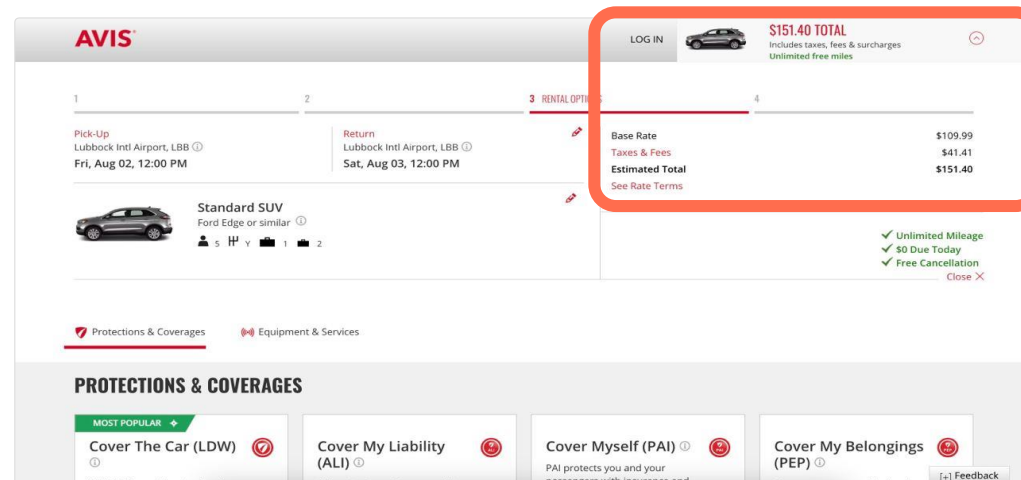 AVIS
LOG IN
$151.40 TOTAL
Includes taxes, fees & surcharges
Unlimited free miles
1
2
3 RENTAL OPTIONS
4
Pick-Up
Lubbock Intl Airport, LBB
Fri, Aug 02, 12:00 PM
Return
Lubbock Intl Airport, LBB
Sat, Aug 03, 12:00 PM
Base Rate $109.99
Taxes & Fees $41.41
Estimated Total $151.40
See Rate Terms
Standard SUV
Ford Edge or similar
5 Y 1 2
Unlimited Mileage
$0 Due Today
Free Cancellation
Close X
Protections & Coverages
Equipment & Services
PROTECTIONS & COVERAGES
MOST POPULAR
Cover The Car (LDW)
Cover My Liability
(ALI)
Cover Myself (PAI)
PAI protects you and your
passengers with insurance and
Cover My Belongings
(PEP)
[+] Feedback